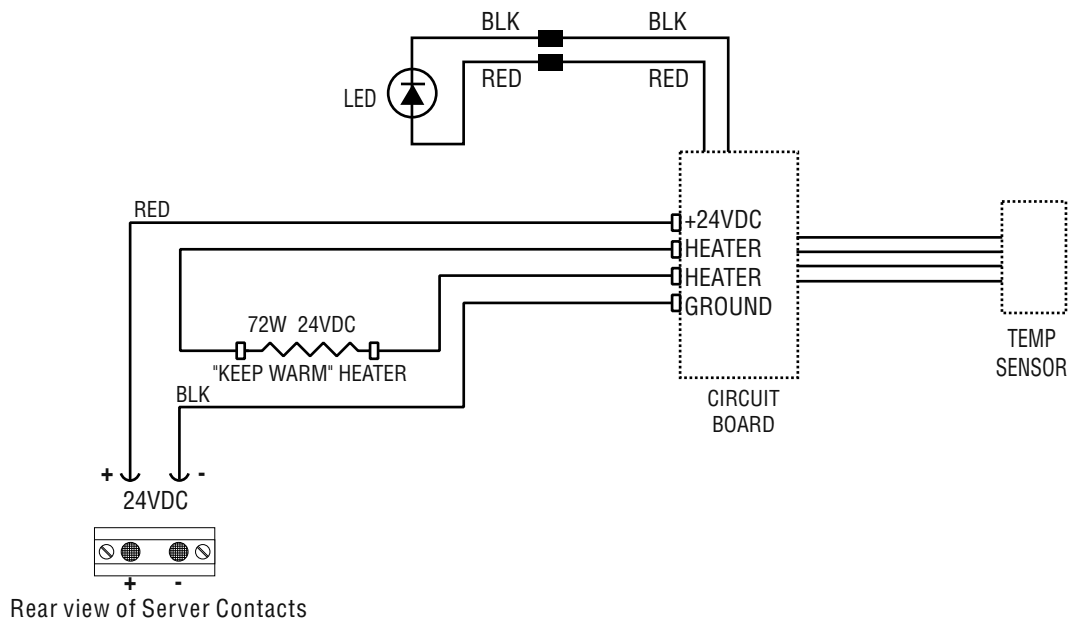 BLK BLK
RED RED
LED
RED
+24VDC
HEATER
HEATER
GROUND
72W 24VDC
"KEEP WARM" HEATER
BLK
TEMP
SENSOR
CIRCUIT
BOARD
+ -
24VDC
+ -
Rear view of Server Contacts